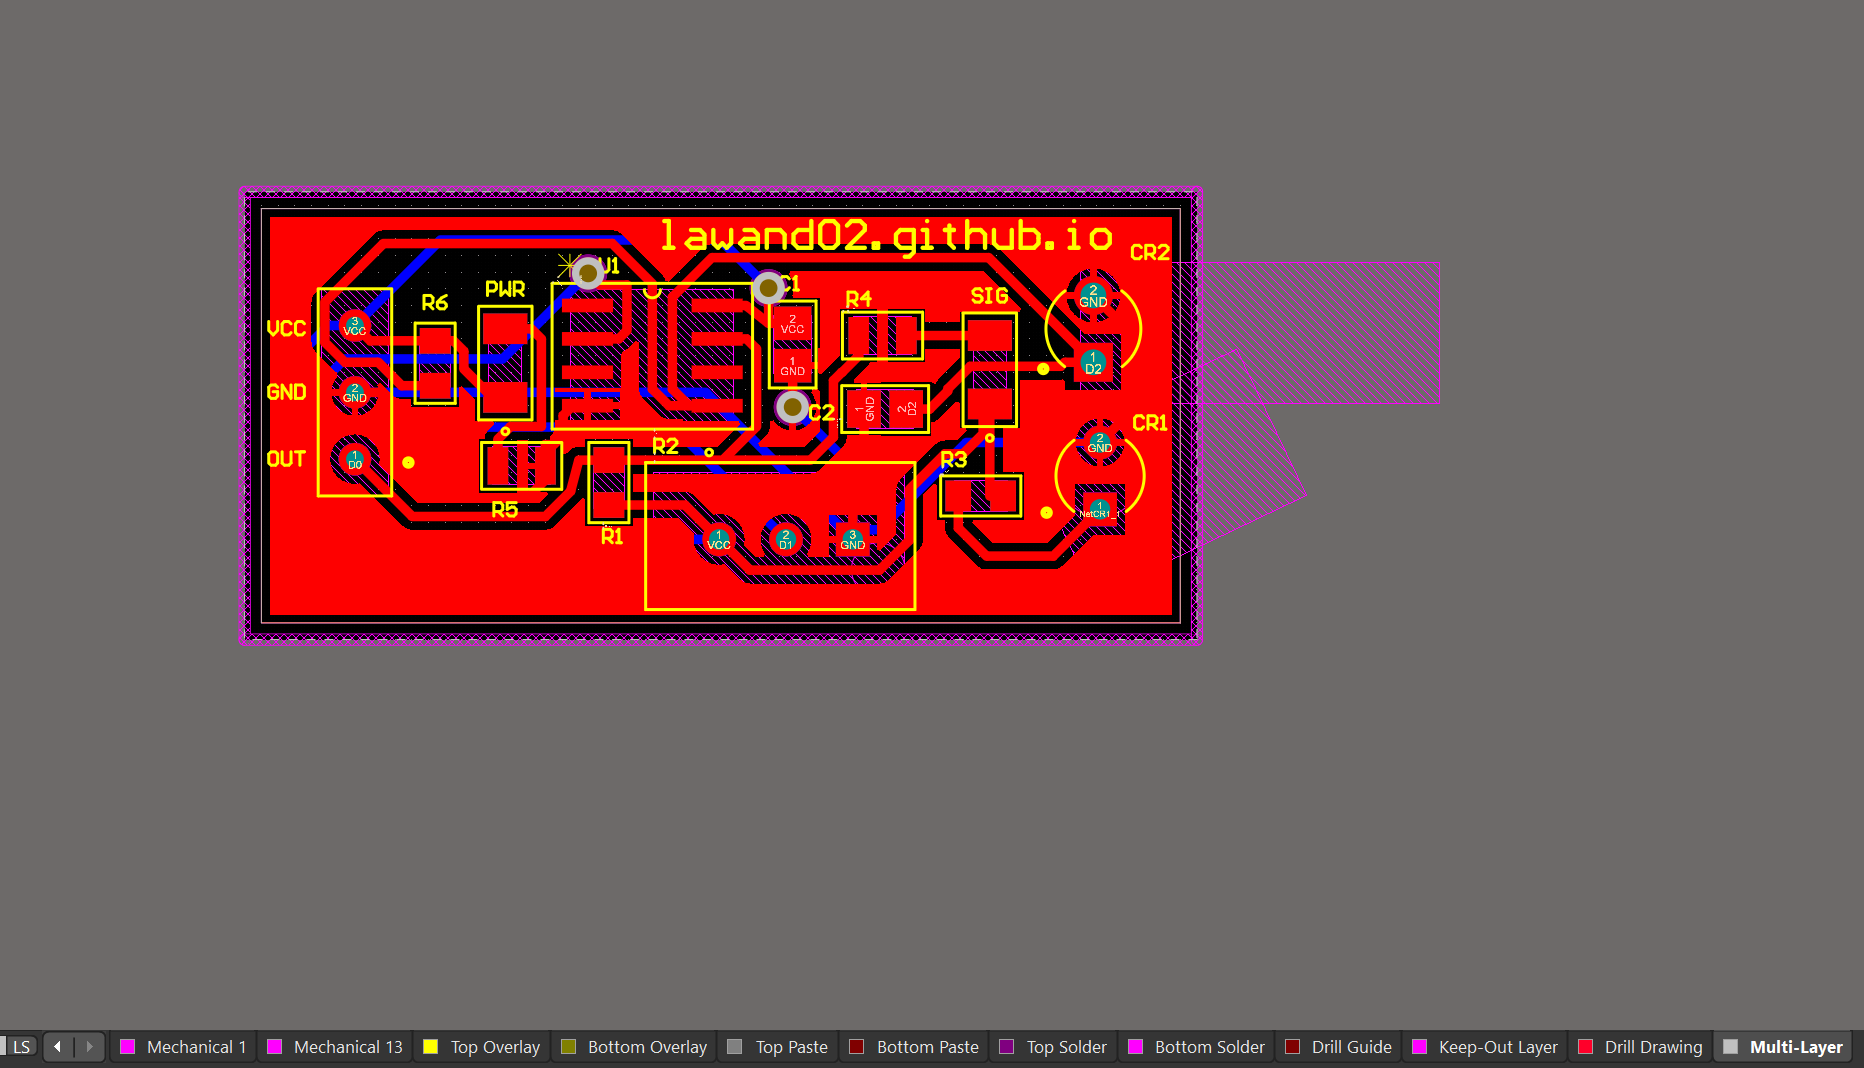 lawand02.github.io
CR2
U1
C1
PWR
R6
R4
SIG
2
GND
VCC
3
VCC
2
VCC
1
GND
1
D2
GND
2
GND
1
GND
2
D2
C2
CR1
OUT
1
D0
R2
2
GND
R3
R5
R1
1
VCC
2
D1
3
GND
1
NetCR1_1
LS
Mechanical 1
Mechanical 13
Top Overlay
Bottom Overlay
Top Paste
Bottom Paste
Top Solder
Bottom Solder
Drill Guide
Keep-Out Layer
Drill Drawing
Multi-Layer